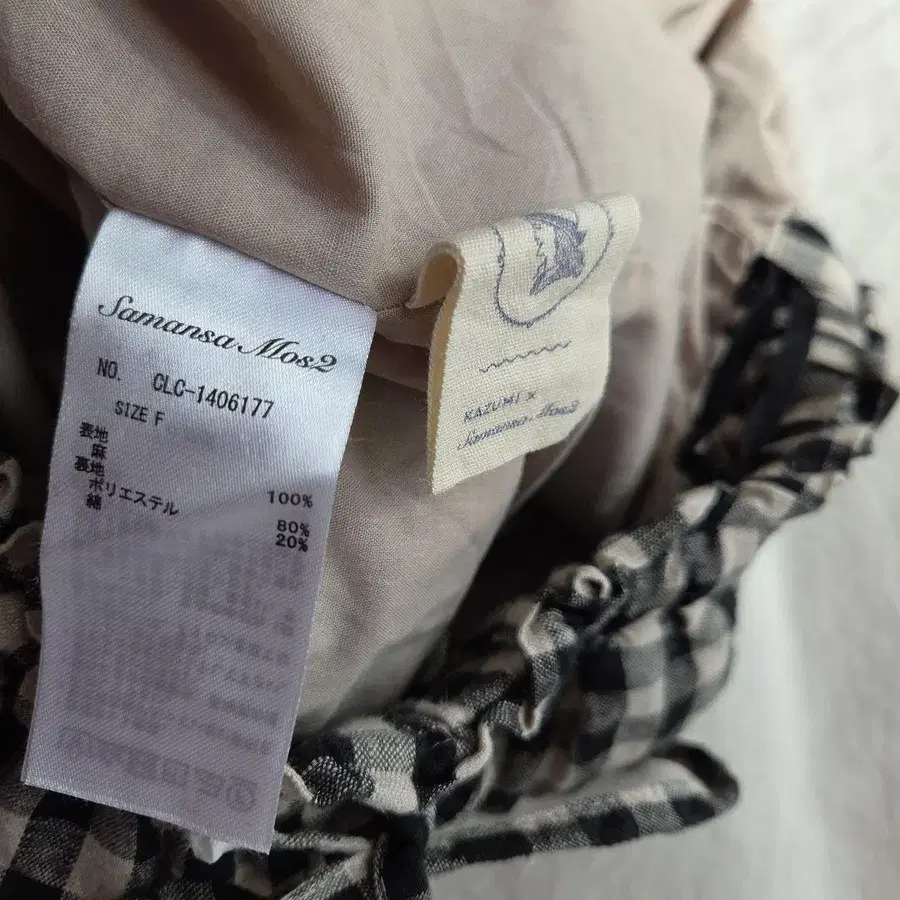 Samansa Mos2
NO. CLC-1406177
SIZE F
表地
麻 100%
裏地
ポリエステル 80%
綿 20%
KAZUMI ×
Samansa Mos2